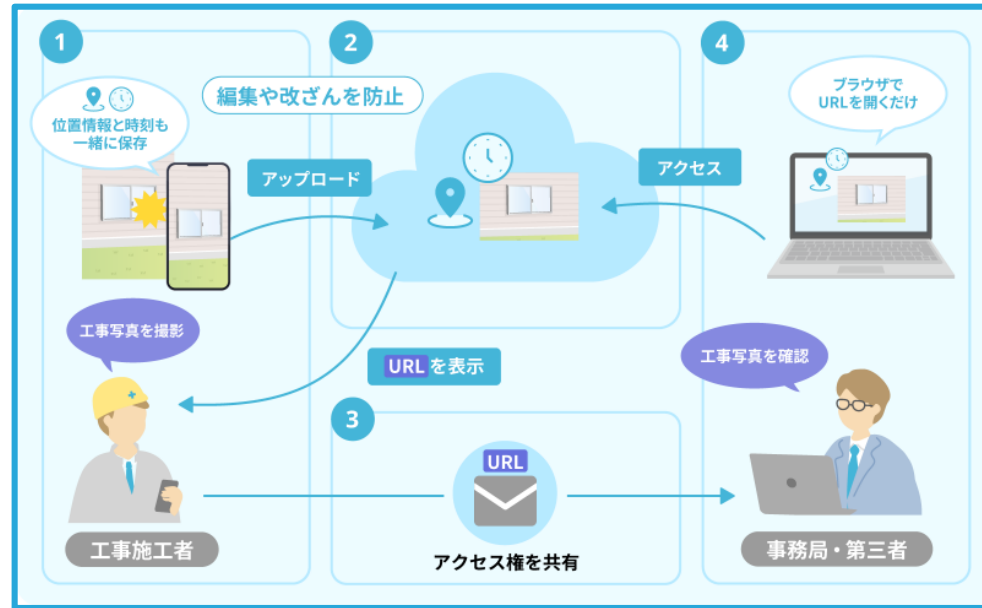 1
位置情報と時刻も
一緒に保存
工事写真を撮影
工事施工者
2
編集や改ざんを防止
アップロード
アクセス
URLを表示
3
URL
アクセス権を共有
4
ブラウザで
URLを開くだけ
工事写真を確認
事務局・第三者